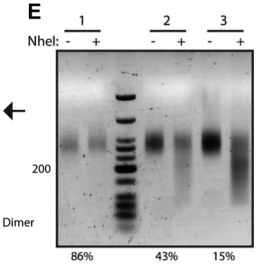 E
1 2 3
NheI: - + - + - +
200
Dimer
86% 43% 15%